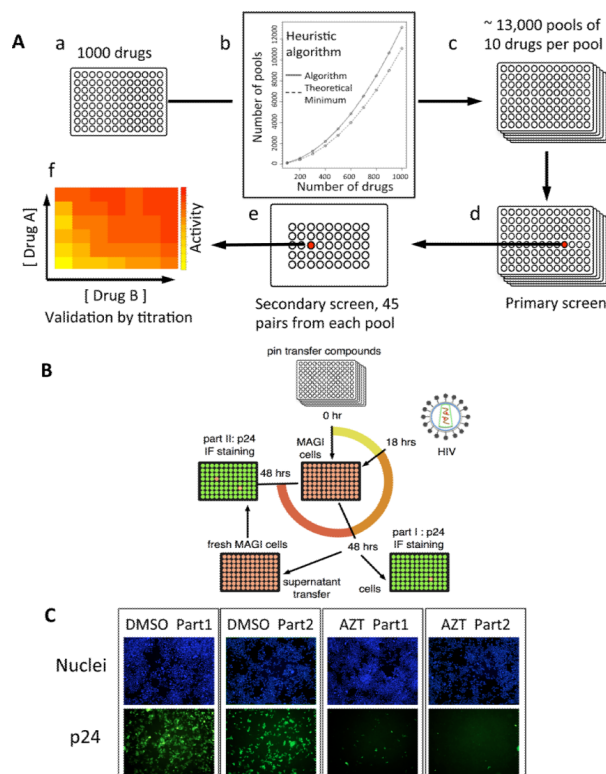 A
a
1000 drugs
b
Heuristic
algorithm
Algorithm
Theoretical
Minimum
Number of pools
0
2000
4000
6000
8000
10000
12000
200
400
600
800
1000
Number of drugs
c
~ 13,000 pools of
10 drugs per pool
d
Primary screen
e
Secondary screen, 45
pairs from each pool
f
[ Drug A]
[ Drug B ]
Activity
Validation by titration
B
pin transfer compounds
0 hr
MAGI
cells
18 hrs
HIV
part II: p24
IF staining
48 hrs
fresh MAGI cells
supernatant
transfer
48 hrs
cells
part I : p24
IF staining
C
DMSO Part1
DMSO Part2
AZT Part1
AZT Part2
Nuclei
p24